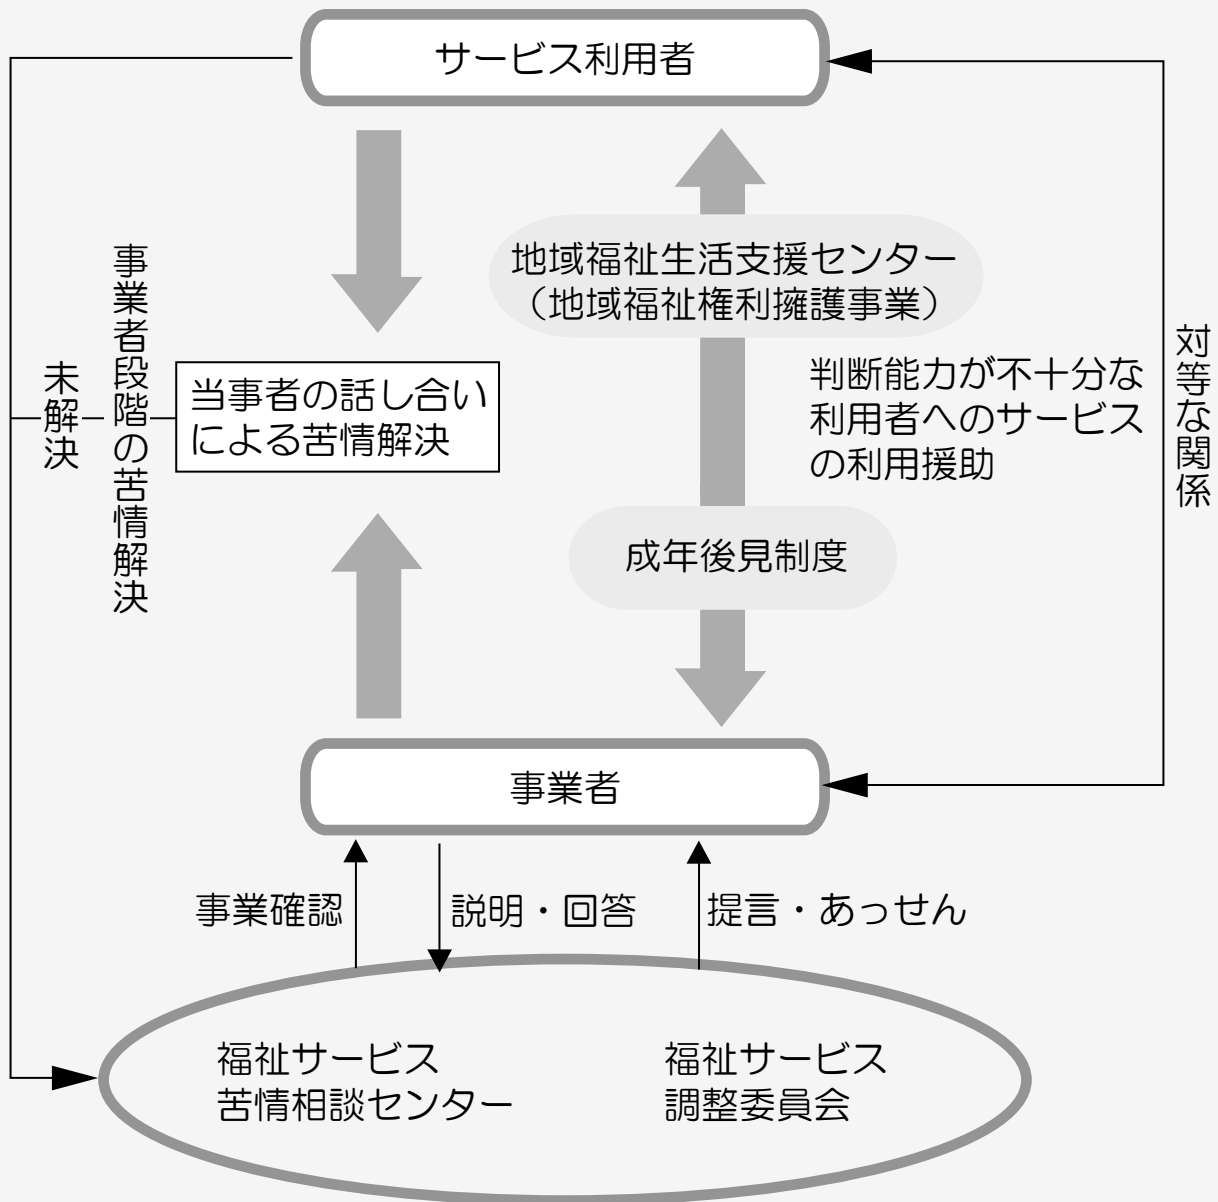 サービス利用者
地域福祉生活支援センター
（地域福祉権利擁護事業）
判断能力が不十分な
利用者へのサービス
の利用援助
対等な関係
当事者の話し合い
による苦情解決
事業者段階の苦情解決
未解決
成年後見制度
事業者
事業確認
説明・回答
提言・あっせん
福祉サービス
苦情相談センター
福祉サービス
調整委員会